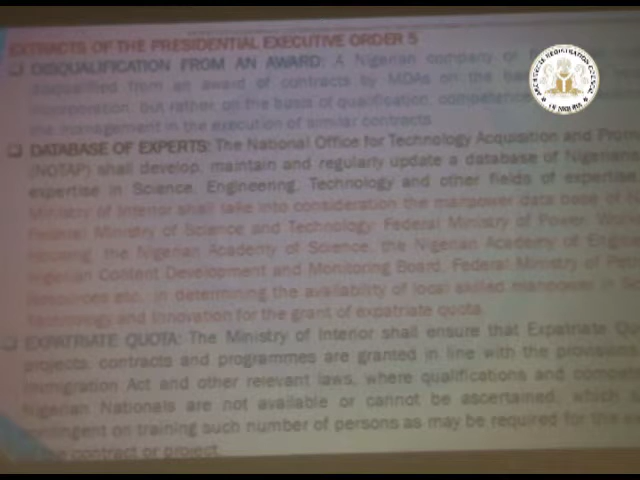 EXTRACTS OF THE PRESIDENTIAL EXECUTIVE ORDER 5
DISQUALIFICATION FROM AN AWARD: A Nigerian company or
disqualified from an award of contracts by MDAs on the
but rather on the basis of qualification,
the management in the execution of similar contracts
DATABASE OF EXPERTS: The National Office for Technology Acquisition and
(NOTAP) shall develop, maintain and regularly update a database of
expertise in Science, Engineering, Technology and other fields of expertise
Ministry of Interior shall take into consideration the manpower data base of
Federal Ministry of Science and Technology, Federal Ministry of Power,
Housing, the Nigerian Academy of Science, the Nigerian Academy of
Nigerian Content Development and Monitoring Board, Federal Ministry of
Resources etc., in determining the availability of local skilled manpower in
Technology and Innovation for the grant of expatriate quota.
EXPATRIATE QUOTA: The Ministry of Interior shall ensure that Expatriate
projects, contracts and programmes are granted in line with the
Immigration Act and other relevant laws, where qualifications and
Nigerian Nationals are not available or cannot be ascertained, which
contingent on training such number of persons as may be required for the
the contract or project.
ARCHITECTS REGISTRATION COUNCIL
OF NIGERIA